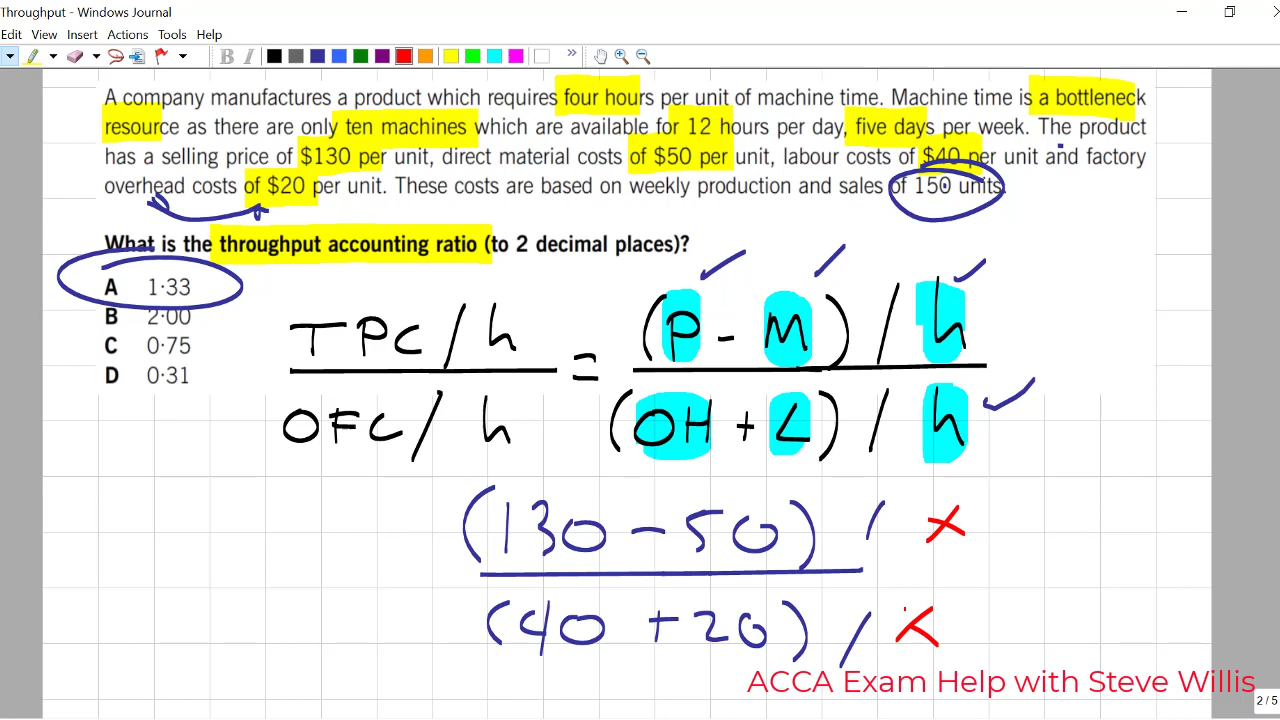 Throughput - Windows Journal
Edit View Insert Actions Tools Help
B I
A company manufactures a product which requires four hours per unit of machine time. Machine time is a bottleneck
resource as there are only ten machines which are available for 12 hours per day, five days per week. The product
has a selling price of $130 per unit, direct material costs of $50 per unit, labour costs of $40 per unit and factory
overhead costs of $20 per unit. These costs are based on weekly production and sales of 150 units.
What is the throughput accounting ratio (to 2 decimal places)?
A 1·33
B 2·00
C 0·75
D 0·31
TPC / h = (P - M) / h
OFC / h (OH + L) / h
(130 - 50) / x
(40 + 20) / x
ACCA Exam Help with Steve Willis
2 / 5